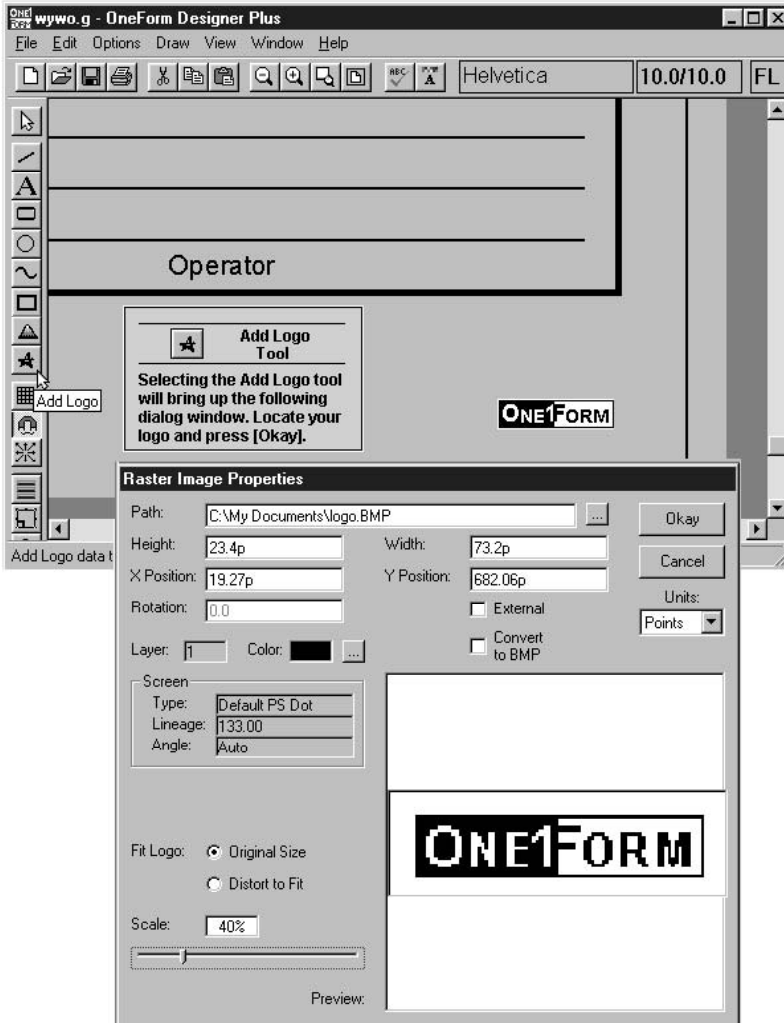 ONE1 FORM wywo.g - OneForm Designer Plus
File Edit Options Draw View Window Help
ABC A Helvetica 10.0/10.0 FL
A
Operator
Add Logo
Tool
Selecting the Add Logo tool
will bring up the following
dialog window. Locate your
logo and press [Okay].
Add Logo
ONE1FORM
Add Logo data t
Raster Image Properties
Path: C:\My Documents\logo.BMP ... Okay
Height: 23.4p Width: 73.2p Cancel
X Position: 19.27p Y Position: 682.06p
Rotation: 0.0 External Units:
Points
Layer: 1 Color: ... Convert
to BMP
Screen
Type: Default PS Dot
Lineage: 133.00
Angle: Auto
ONE1FORM
Fit Logo: Original Size
Distort to Fit
Scale: 40%
Preview: